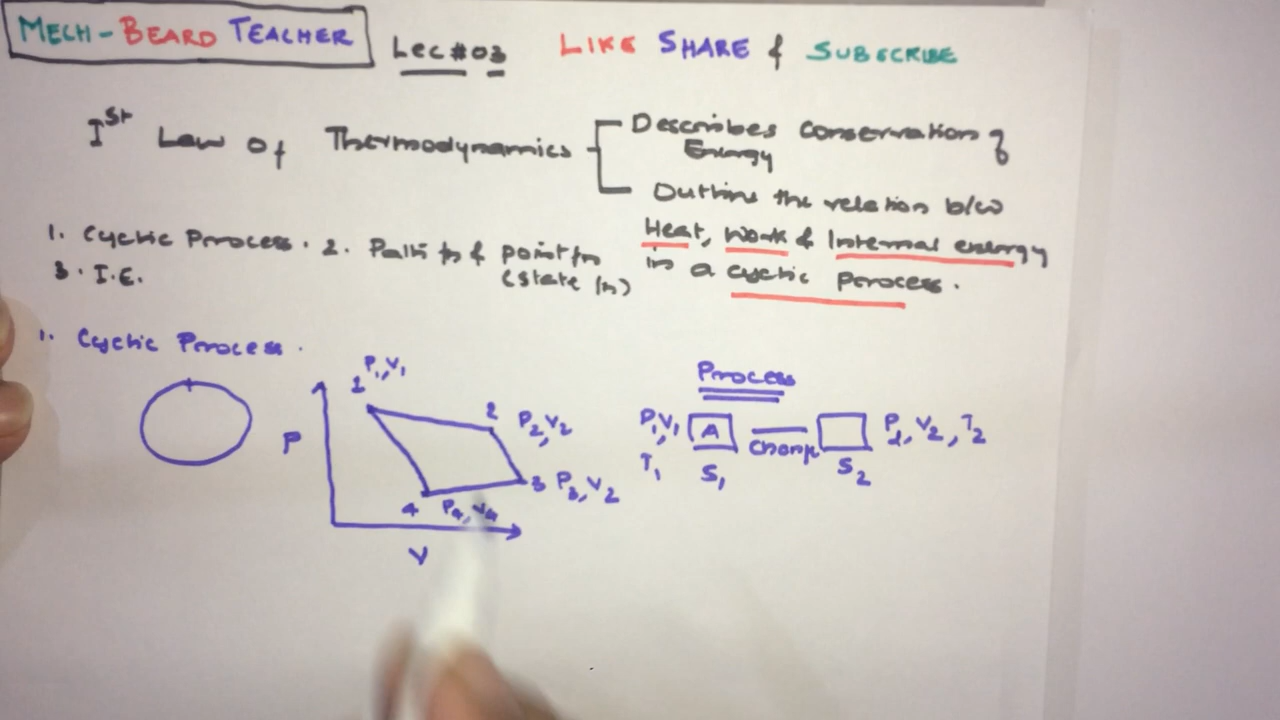 MECH-BEARD TEACHER Lec#03 LIKE SHARE & SUBSCRIBE
Ist Law Of Thermodynamics
Describes Conservation of
Energy
Outline the relation b/w
Heat, Work & Internal energy
in a cyclic process.
1. Cyclic Process. 2. Path fn & point fn
(state fn)
3. I.E.
1. Cyclic Process.
P
V
1 P1,V1
2 P2,V2
3 P3,V2
4 P4,V4
Process
P1V1 A Change P2,V2,T2
T1 S1 S2